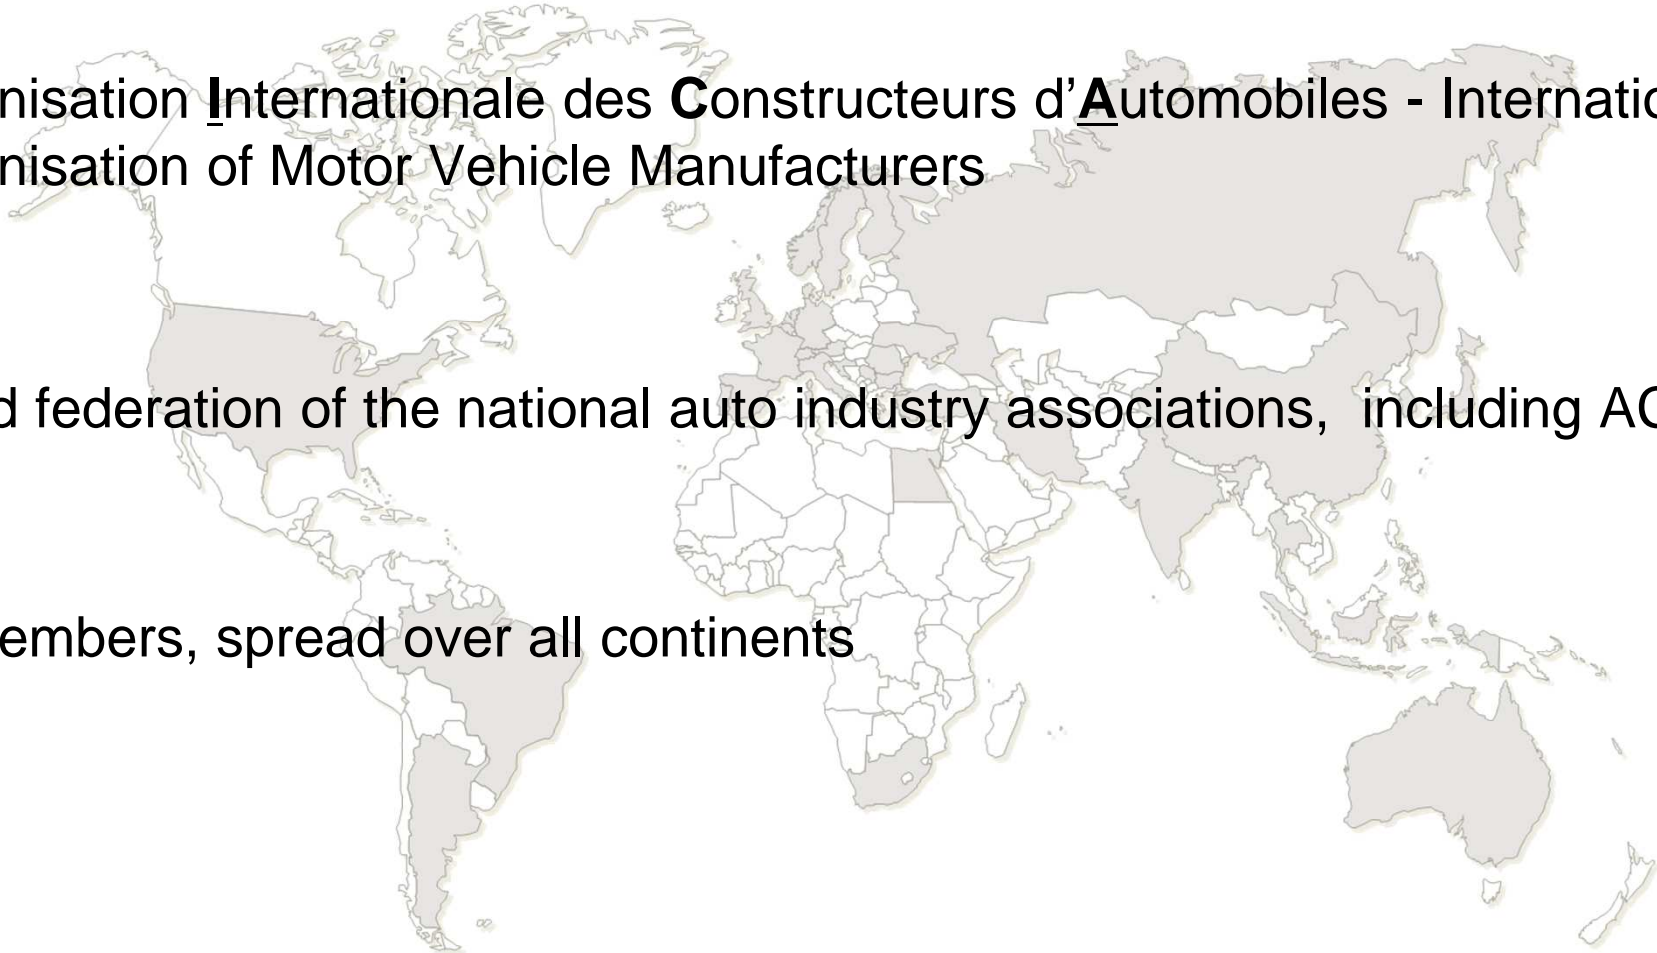 nisation Internationale des Constructeurs d’Automobiles - Internatio
nisation of Motor Vehicle Manufacturers
d federation of the national auto industry associations, including AC
embers, spread over all continents